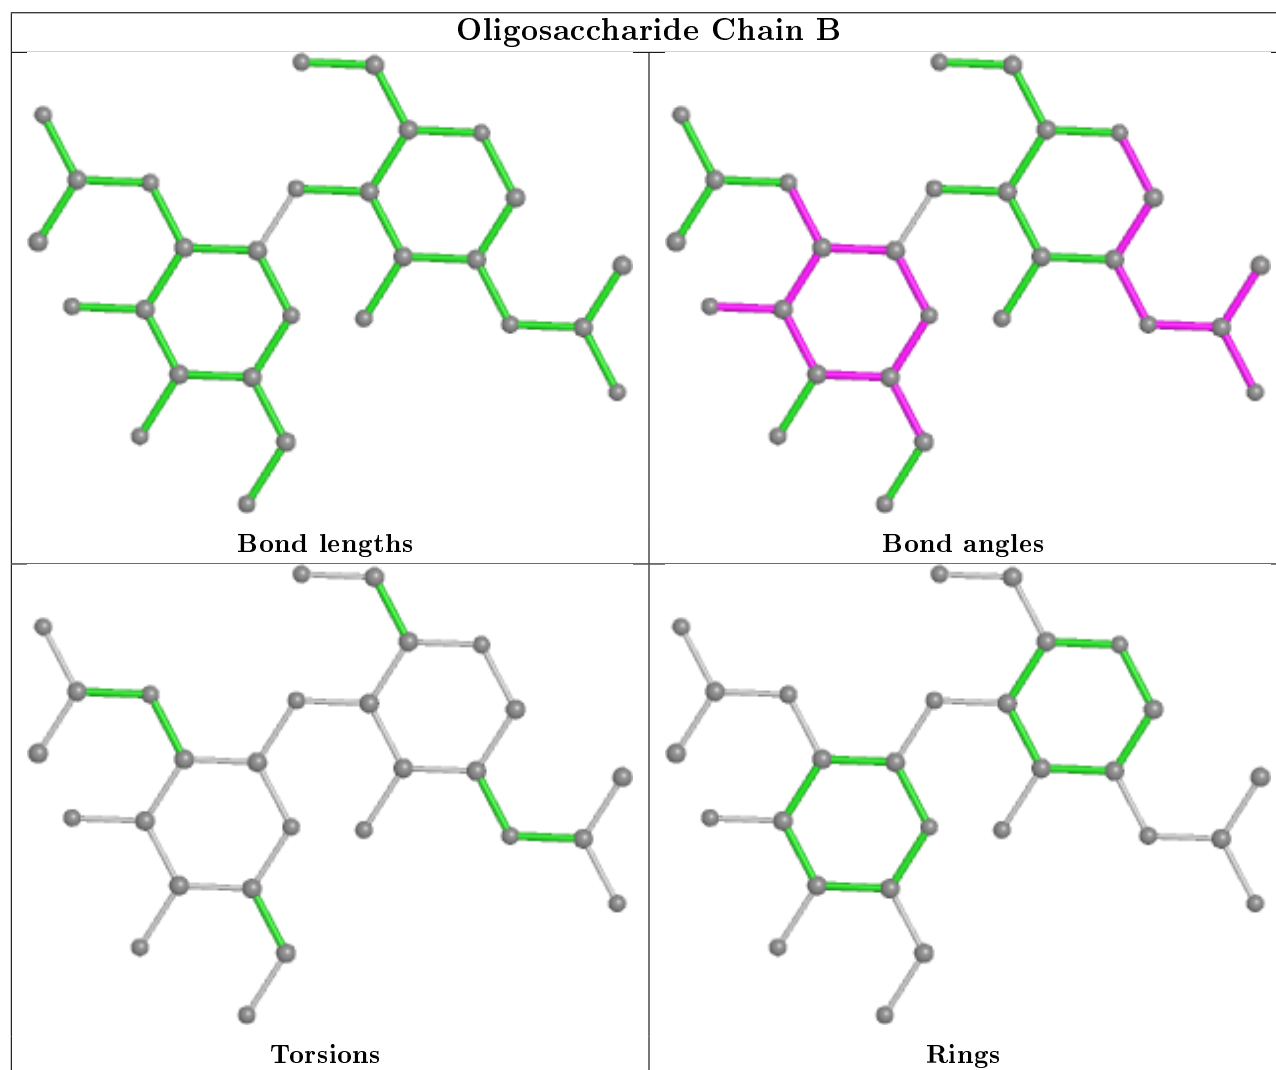 Oligosaccharide Chain B
Bond lengths
Bond angles
Torsions
Rings